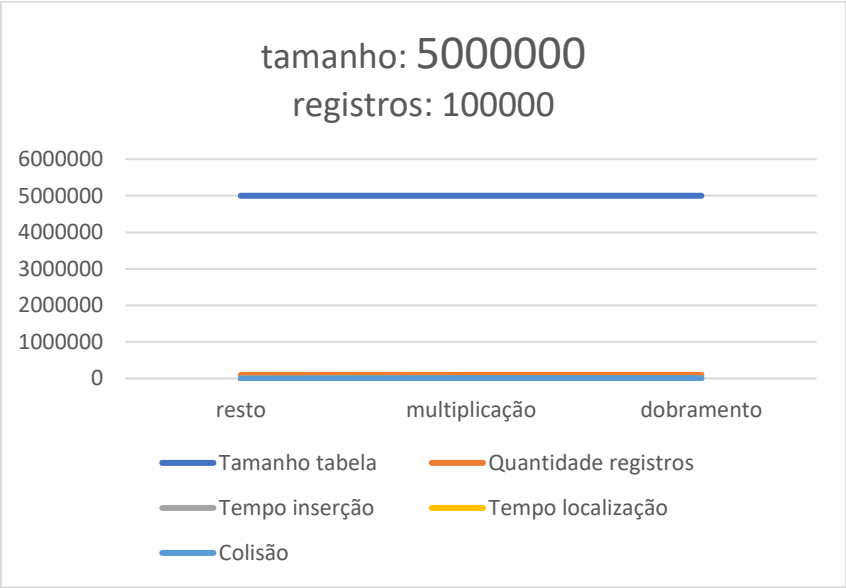 tamanho: 5000000
registros: 100000
6000000
5000000
4000000
3000000
2000000
1000000
0
resto multiplicação dobramento
Tamanho tabela Quantidade registros
Tempo inserção Tempo localização
Colisão